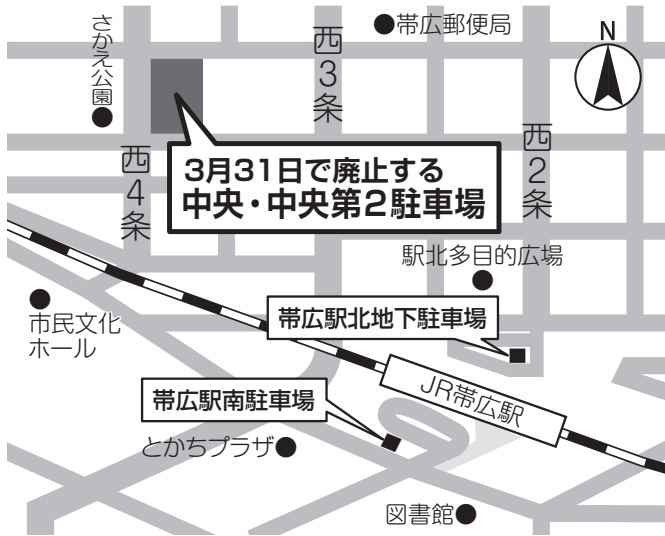 さかえ公園
帯広郵便局
N
西3条
西4条
西2条
3月31日で廃止する
中央・中央第2駐車場
駅北多目的広場
市民文化
ホール
帯広駅北地下駐車場
JR帯広駅
帯広駅南駐車場
とかちプラザ
図書館